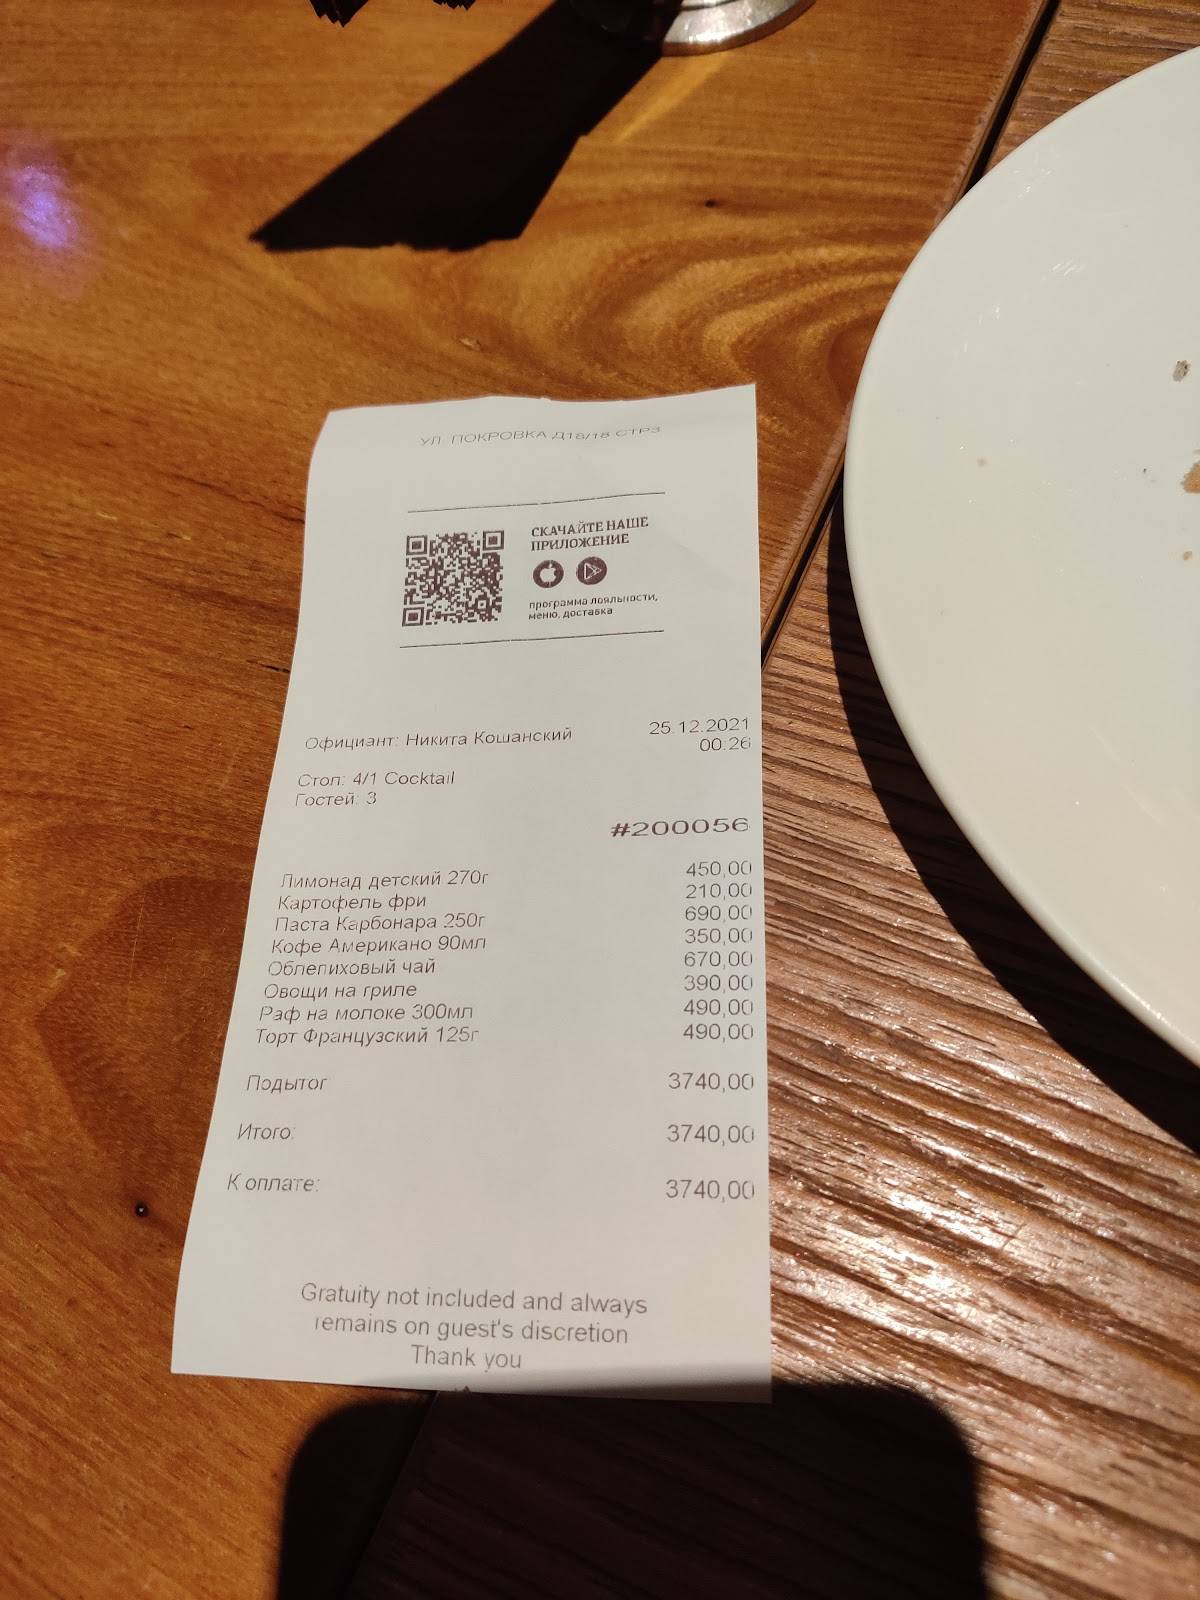 УЛ. ПОКРОВКА Д16/18 СТР3
СКАЧАЙТЕ НАШЕ
ПРИЛОЖЕНИЕ
программа лояльности,
меню, доставка
Официант: Никита Кошанский 25.12.2021
00:26
Стол: 4/1 Cocktail
Гостей: 3
#200056
Лимонад детский 270г 450,00
Картофель фри 210,00
Паста Карбонара 250г 690,00
Кофе Американо 90мл 350,00
Облепиховый чай 670,00
Овощи на гриле 390,00
Раф на молоке 300мл 490,00
Торт Французский 125г 490,00
Подытог 3740,00
Итого: 3740,00
К оплате: 3740,00
Gratuity not included and always
remains on guest's discretion
Thank you